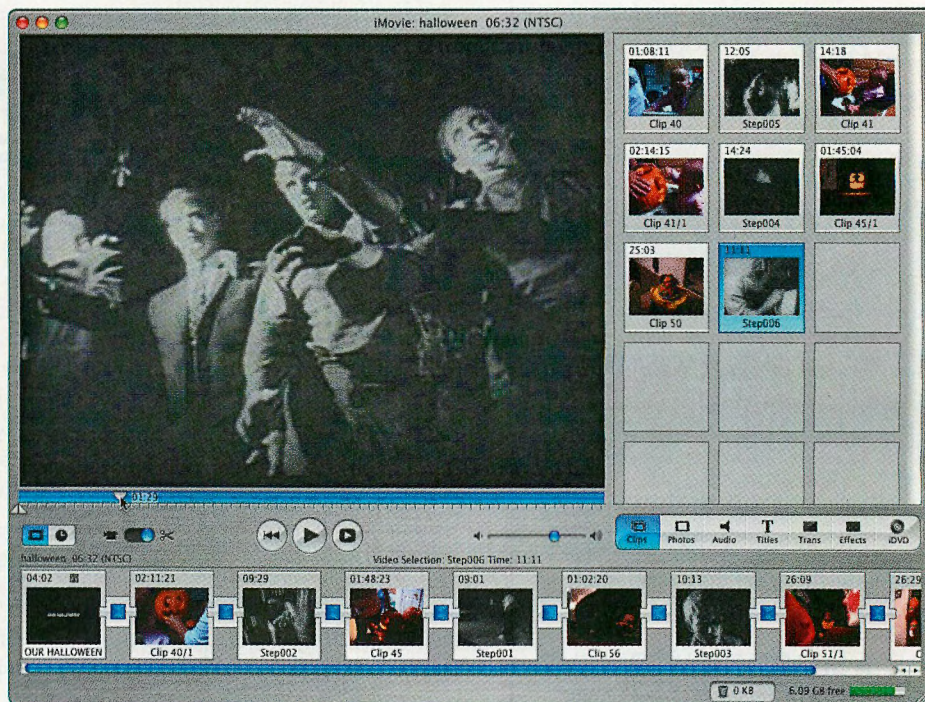 iMovie: halloween 06:32 (NTSC)
01:08:11
12:05
14:18
Clip 40
Step005
Clip 41
02:14:15
14:24
01:45:04
Clip 41/1
Step004
Clip 45/1
25:03
11:11
Clip 50
Step006
01:29
Clips
Photos
Audio
T
Titles
Trans
Effects
iDVD
halloween 06:32 (NTSC)
Video Selection: Step006 Time: 11:11
04:02
02:11:21
09:29
01:48:23
09:01
01:02:20
10:13
26:09
26:29
OUR HALLOWEEN
OUR HALLOWEEN
Clip 40/1
Step002
Clip 45
Step001
Clip 56
Step003
Clip 51/1
C
0 KB
6.09 GB free